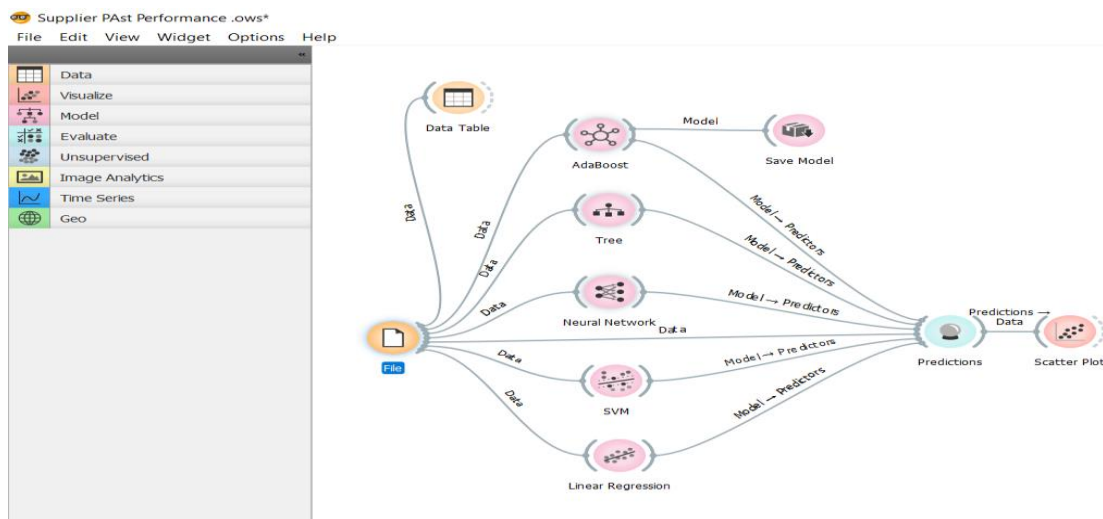 Supplier PAst Performance .ows*
File Edit View Widget Options Help
Data
Visualize
Model
Evaluate
Unsupervised
Image Analytics
Time Series
Geo
Data Table
AdaBoost
Model
Save Model
Data
Data
Model → Predictors
Tree
Data
Model → Predictors
Neural Network
Data
Model → Predictors
File
Data
Predictions
Predictions →
Data
Scatter Plot
Data
SVM
Model → Predictors
Data
Linear Regression
Model → Predictors